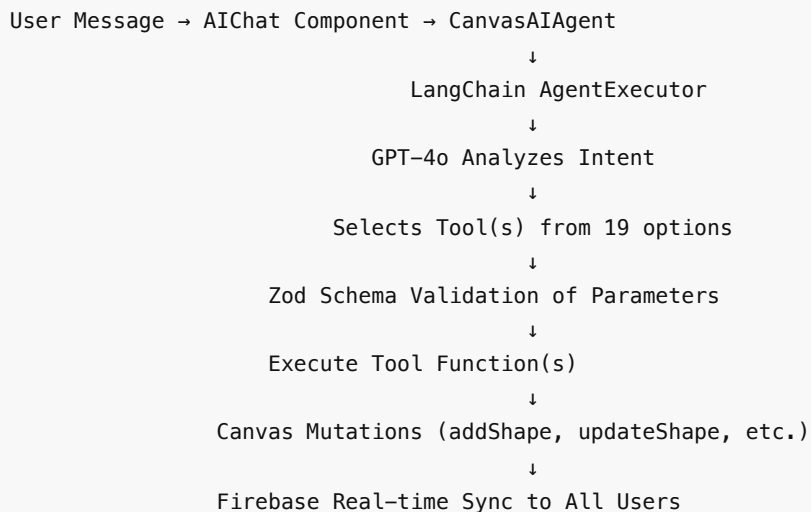 User Message → AIChat Component → CanvasAIAgent
↓
LangChain AgentExecutor
↓
GPT-4o Analyzes Intent
↓
Selects Tool(s) from 19 options
↓
Zod Schema Validation of Parameters
↓
Execute Tool Function(s)
↓
Canvas Mutations (addShape, updateShape, etc.)
↓
Firebase Real-time Sync to All Users